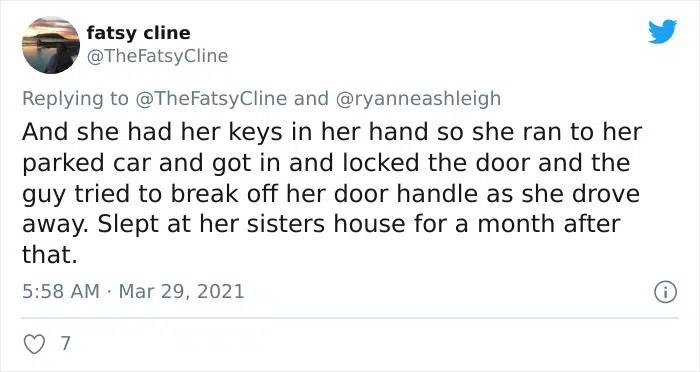 fatsy cline
@TheFatsyCline
Replying to @TheFatsyCline and @ryanneashleigh
And she had her keys in her hand so she ran to her
parked car and got in and locked the door and the
guy tried to break off her door handle as she drove
away. Slept at her sisters house for a month after
that.
5:58 AM · Mar 29, 2021
7